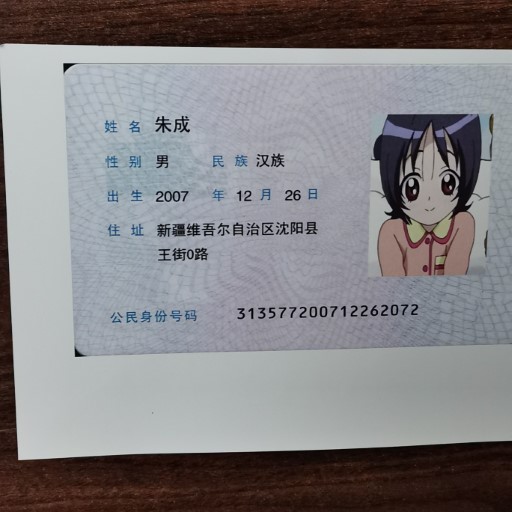 姓名 朱成
性别 男 民族 汉族
出生 2007 年 12 月 26 日
住址 新疆维吾尔自治区沈阳县
王街0路
公民身份号码 313577200712262072